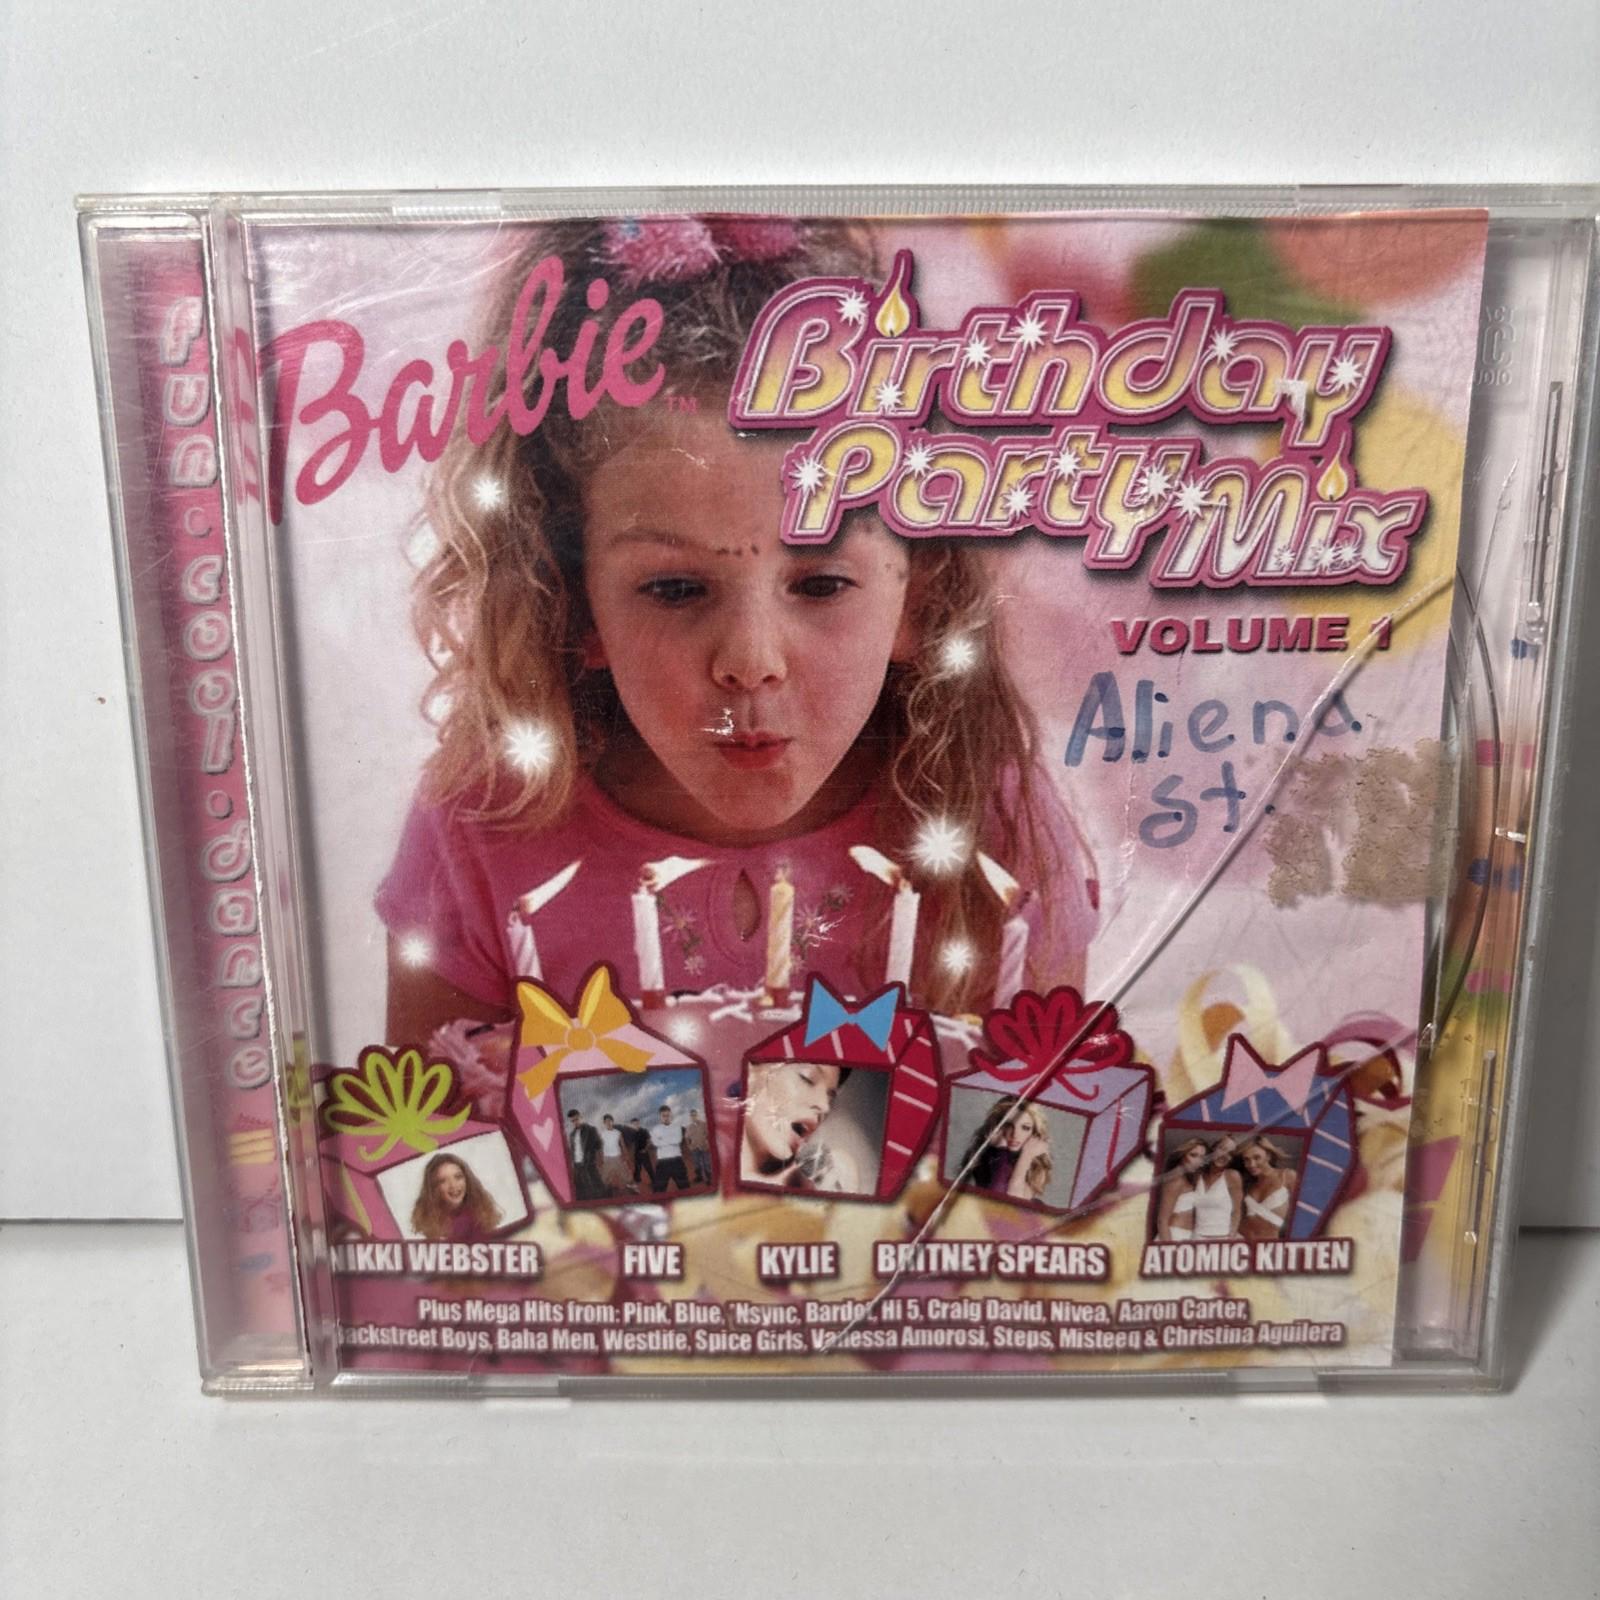 fun·cool·dance
Barbie™
Birthday
Party Mix
VOLUME 1
Aliena
St.
NIKKI WEBSTER FIVE KYLIE BRITNEY SPEARS ATOMIC KITTEN
Plus Mega Hits from: Pink, Blue, 'Nsync, Bardot, Hi 5, Craig David, Nivea, Aaron Carter,
Backstreet Boys, Baha Men, Westlife, Spice Girls, Vanessa Amorosi, Steps, Misteeq & Christina Aguilera